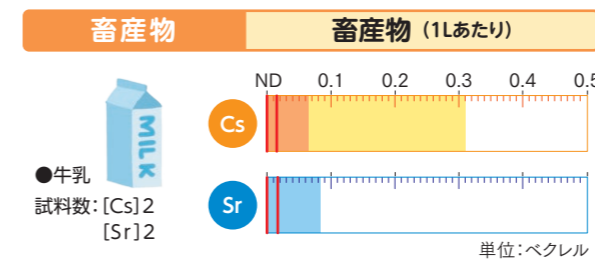 畜産物
畜産物 (1Lあたり)
ND 0.1 0.2 0.3 0.4 0.5
Cs
MILK
●牛乳
試料数:[Cs]2
[Sr]2
Sr
単位:ベクレル